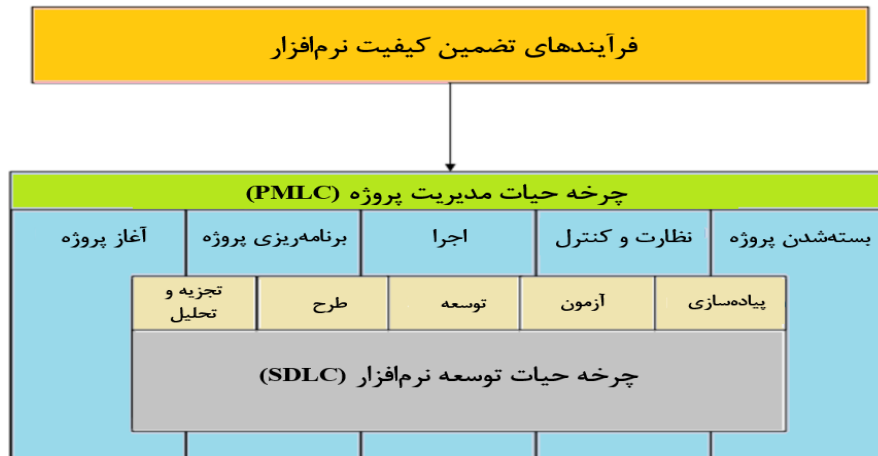 فرآیندهای تضمین کیفیت نرم‌افزار
چرخه حیات مدیریت پروژه (PMLC)
آغاز پروژه
برنامه‌ریزی پروژه
اجرا
نظارت و کنترل
بسته‌شدن پروژه
تجزیه و
تحلیل
طرح
توسعه
آزمون
پیاده‌سازی
چرخه حیات توسعه نرم‌افزار (SDLC)